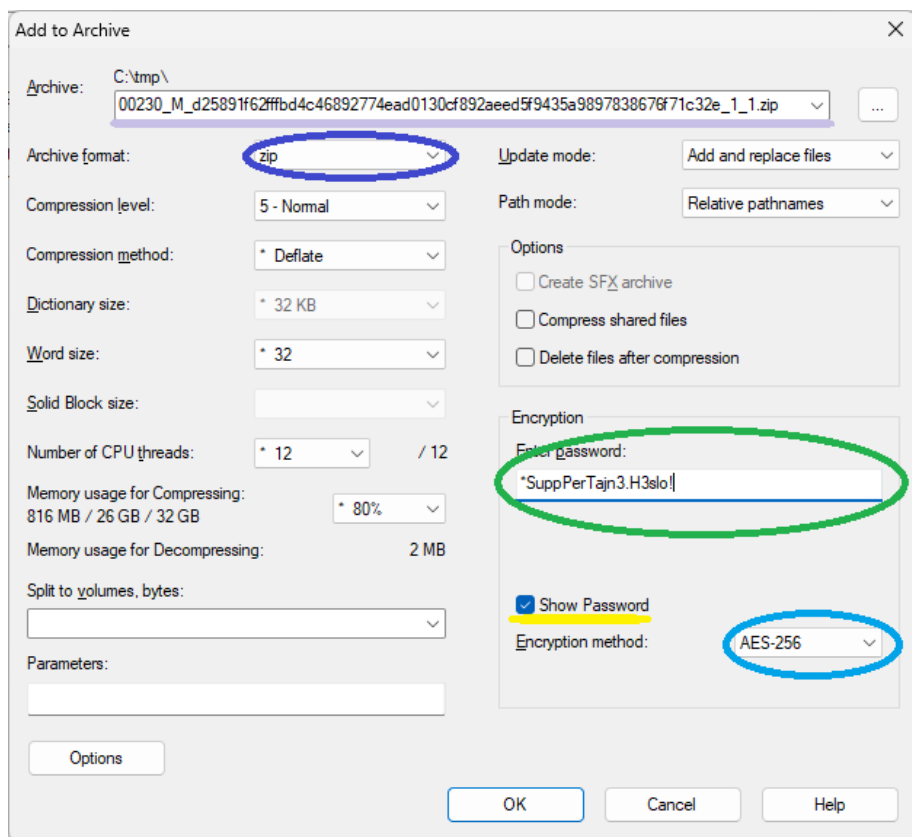 Add to Archive
Archive:
C:\tmp\
00230_M_d25891f62fffbd4c46892774ead0130cf892aeed5f9435a9897838676f71c32e_1_1.zip
...
Archive format:
zip
Compression level:
5 - Normal
Compression method:
* Deflate
Dictionary size:
* 32 KB
Word size:
* 32
Solid Block size:
Number of CPU threads:
* 12
/ 12
Memory usage for Compressing:
816 MB / 26 GB / 32 GB
* 80%
Memory usage for Decompressing:
2 MB
Split to volumes, bytes:
Parameters:
Options
Update mode:
Add and replace files
Path mode:
Relative pathnames
Options
Create SFX archive
Compress shared files
Delete files after compression
Encryption
Enter password:
*SuppPerTajn3.H3slo!
Show Password
Encryption method:
AES-256
OK
Cancel
Help